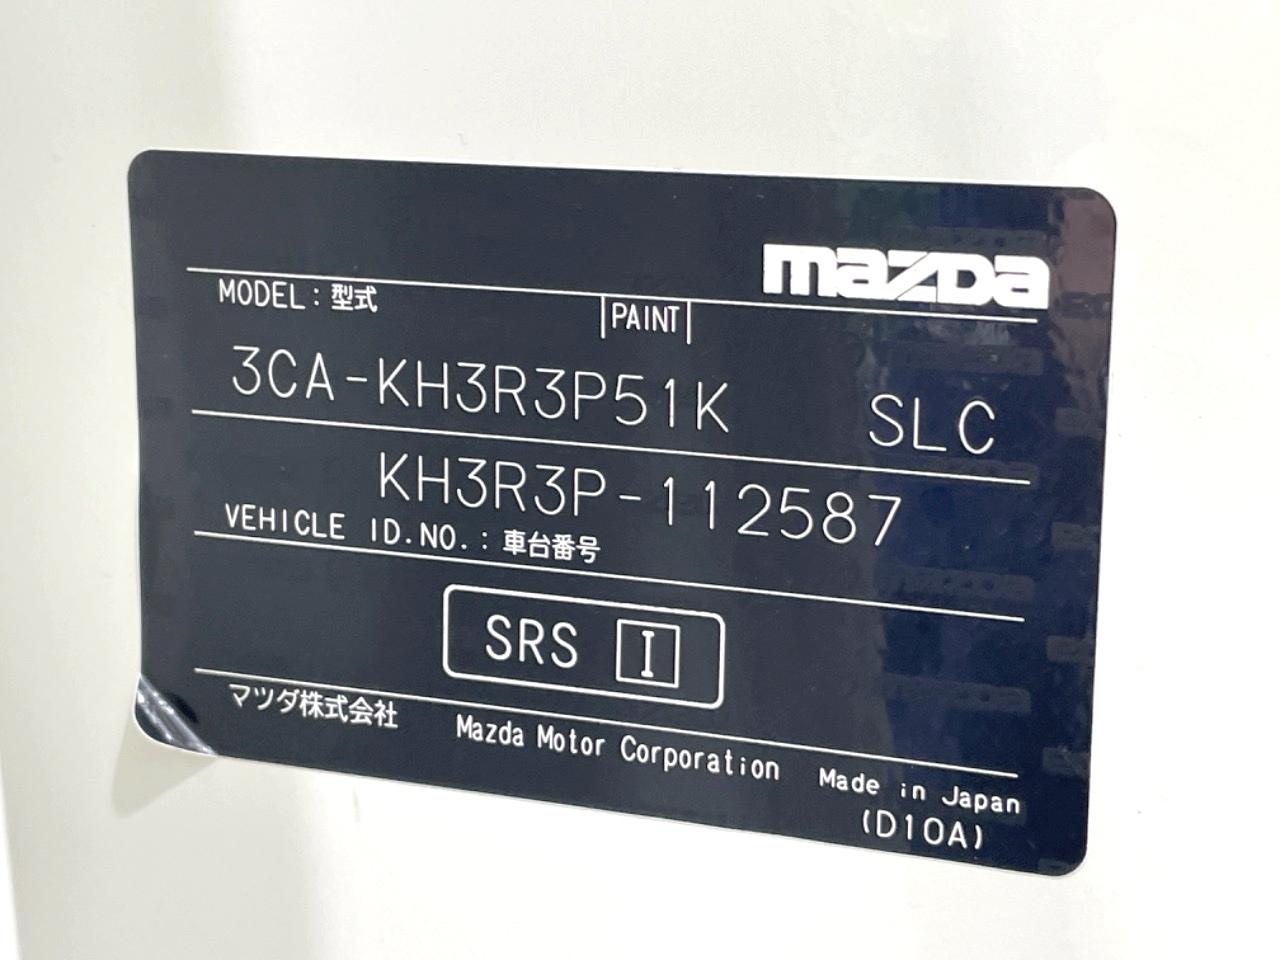 mazda
MODEL：型式 PAINT
3CA-KH3R3P51K SLC
KH3R3P-112587
VEHICLE ID.NO.：車台番号
SRS I
マツダ株式会社 Mazda Motor Corporation Made in Japan
(D10A)